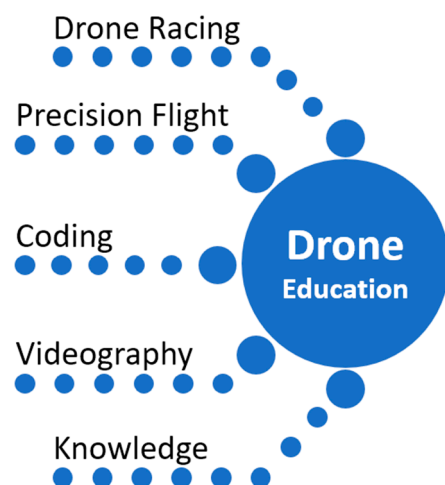 Drone Racing
Precision Flight
Coding
Drone
Education
Videography
Knowledge